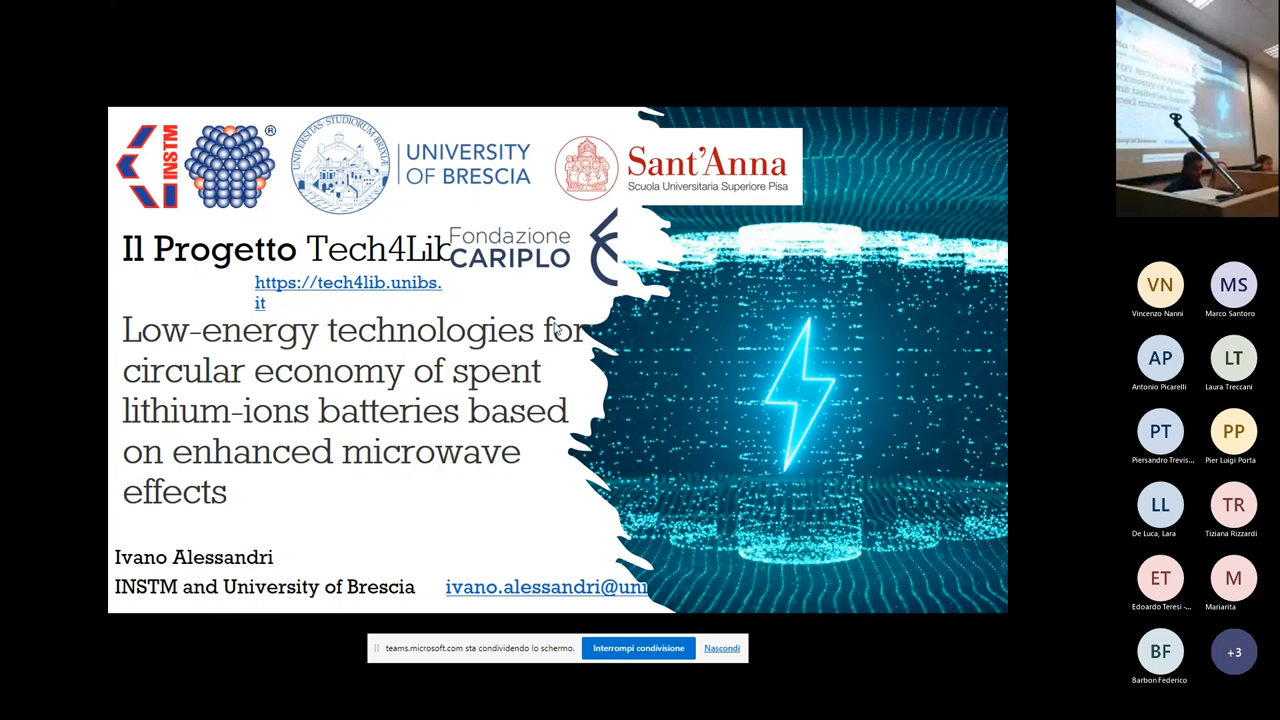 INSTM
®
UNIVERSITAS · STUDIORUM · BRIXIAE
UNIVERSITY
OF BRESCIA
Sant'Anna
Scuola Universitaria Superiore Pisa
Il Progetto Tech4Lib
Fondazione
CARIPLO
https://tech4lib.unibs.
it
Low-energy technologies for
circular economy of spent
lithium-ions batteries based
on enhanced microwave
effects
Ivano Alessandri
INSTM and University of Brescia ivano.alessandri@uni
teams.microsoft.com sta condividendo lo schermo. Interrompi condivisione Nascondi
VN MS
Vincenzo Nanni Marco Santoro
AP LT
Antonio Picarelli Laura Treccani
PT PP
Piersandro Trevis... Pier Luigi Porta
LL TR
De Luca, Lara Tiziana Rizzardi
ET M
Edoardo Teresi -... Mariarita
BF +3
Barbon Federico